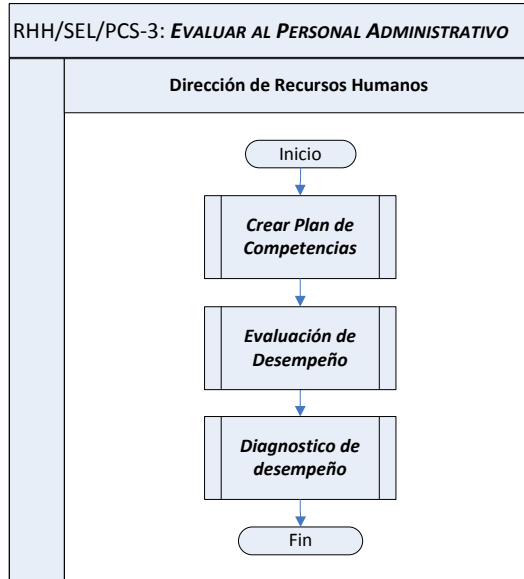 RHH/SEL/PCS-3: EVALUAR AL PERSONAL ADMINISTRATIVO
Dirección de Recursos Humanos
Inicio
Crear Plan de
Competencias
Evaluación de
Desempeño
Diagnostico de
desempeño
Fin